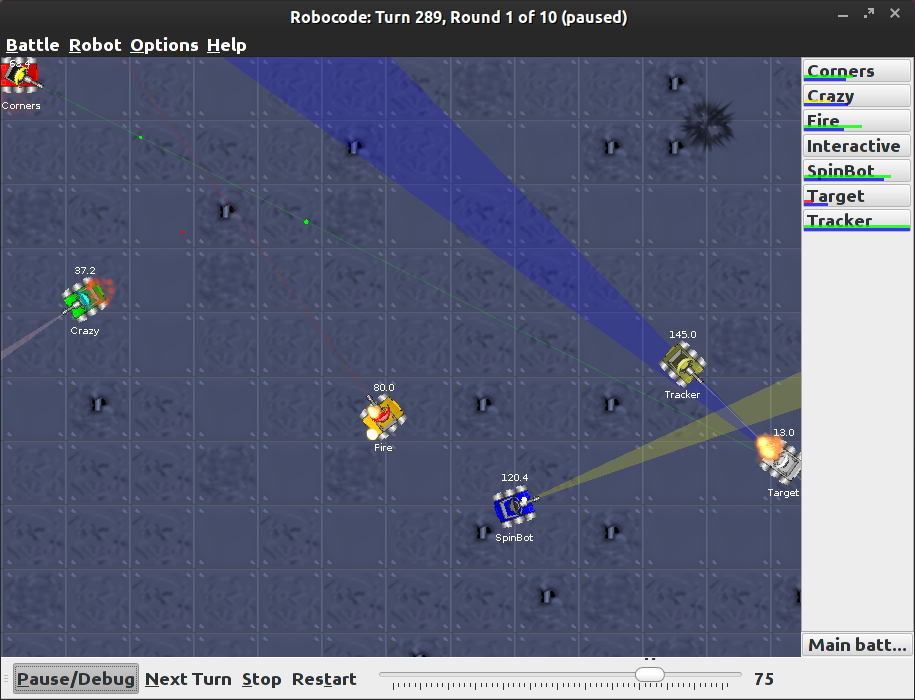 Robocode: Turn 289, Round 1 of 10 (paused)
Battle Robot Options Help
Corners
Corners
Crazy
Fire
Interactive
SpinBot
Target
Tracker
37.2
Crazy
145.0
Tracker
80.0
Fire
13.0
Target
120.4
SpinBot
Main batt...
Pause/Debug Next Turn Stop Restart 75